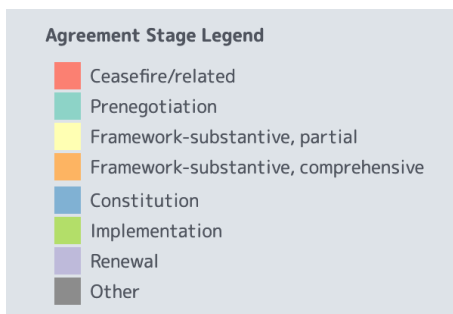 Agreement Stage Legend
Ceasefire/related
Prenegotiation
Framework-substantive, partial
Framework-substantive, comprehensive
Constitution
Implementation
Renewal
Other